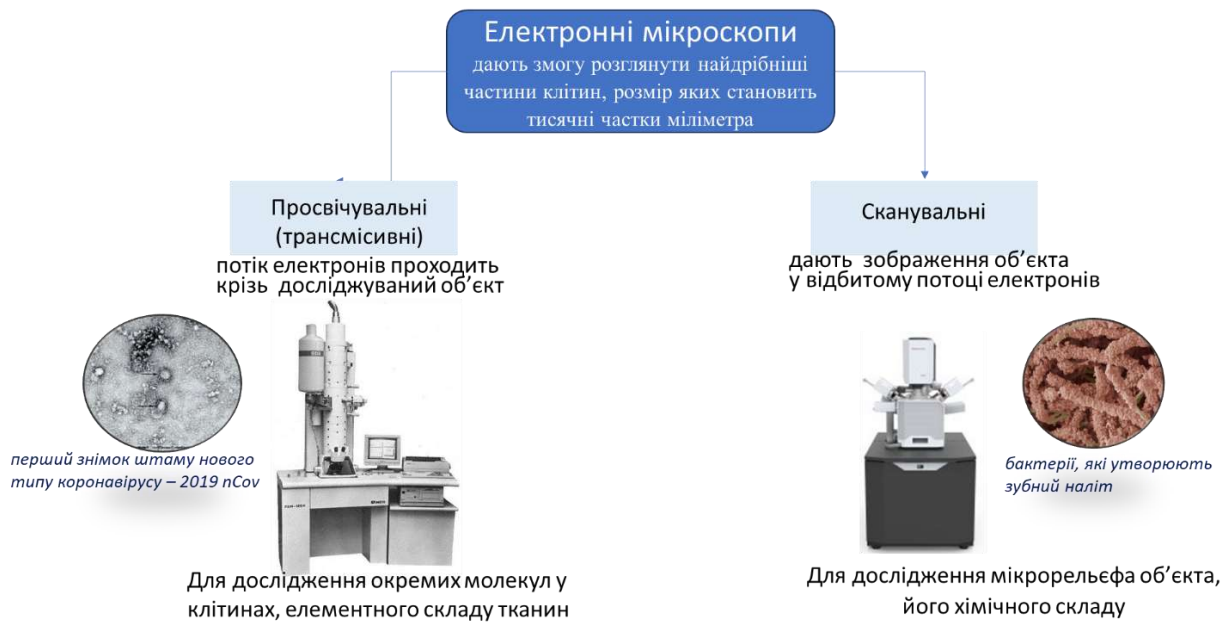 Електронні мікроскопи
дають змогу розглянути найдрібніші
частини клітин, розмір яких становить
тисячні частки міліметра
Просвічувальні
(трансмісивні)
потік електронів проходить
крізь досліджуваний об’єкт
перший знімок штаму нового
типу коронавірусу – 2019 nCov
Для дослідження окремих молекул у
клітинах, елементного складу тканин
Сканувальні
дають зображення об’єкта
у відбитому потоці електронів
бактерії, які утворюють
зубний наліт
Для дослідження мікрорельєфа об’єкта,
його хімічного складу